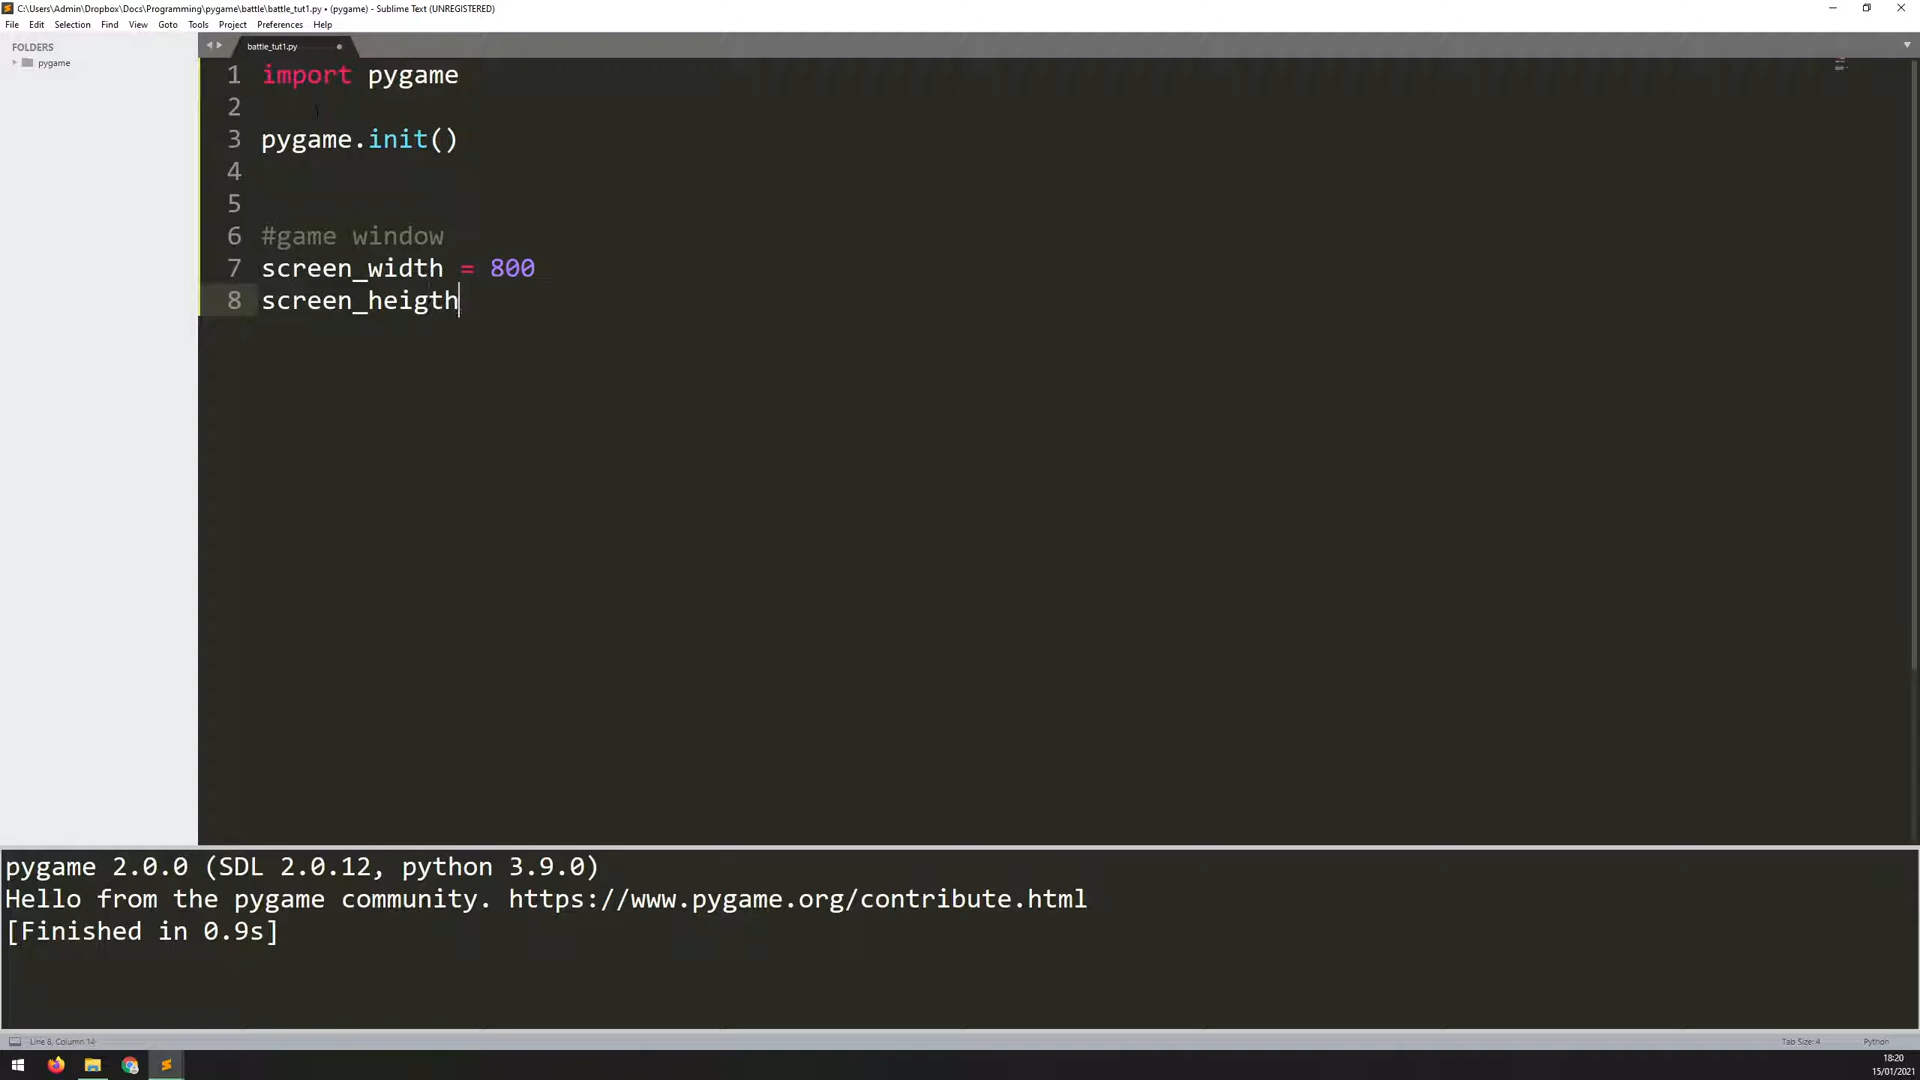 C:\Users\Admin\Dropbox\Docs\Programming\pygame\battle\battle_tut1.py • (pygame) - Sublime Text (UNREGISTERED)
File Edit Selection Find View Goto Tools Project Preferences Help
FOLDERS
pygame
battle_tut1.py
1 import pygame
2
3 pygame.init()
4
5
6 #game window
7 screen_width = 800
8 screen_heigth
pygame 2.0.0 (SDL 2.0.12, python 3.9.0)
Hello from the pygame community. https://www.pygame.org/contribute.html
[Finished in 0.9s]
Line 8, Column 14
Tab Size: 4
Python
18:20
15/01/2021